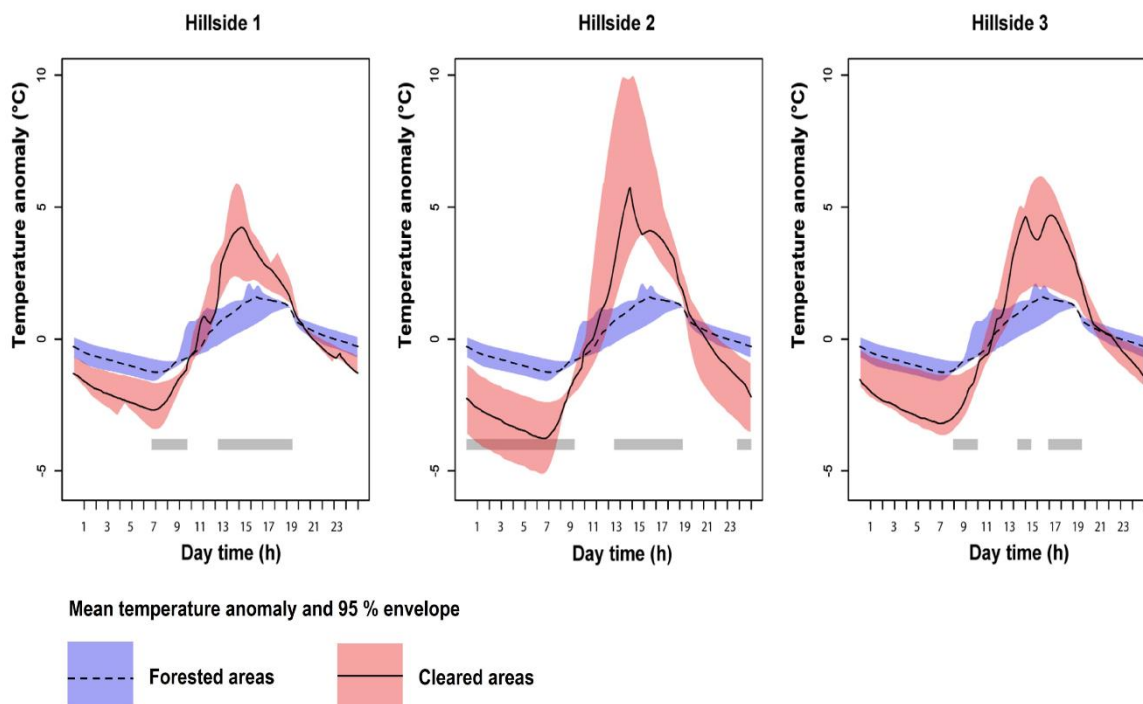 Hillside 1
Hillside 2
Hillside 3
Temperature anomaly (°C)
10
5
0
-5
1 3 5 7 9 11 13 15 17 19 21 23
Day time (h)
Temperature anomaly (°C)
10
5
0
-5
1 3 5 7 9 11 13 15 17 19 21 23
Day time (h)
Temperature anomaly (°C)
10
5
0
-5
1 3 5 7 9 11 13 15 17 19 21 23
Day time (h)
Mean temperature anomaly and 95 % envelope
Forested areas
Cleared areas